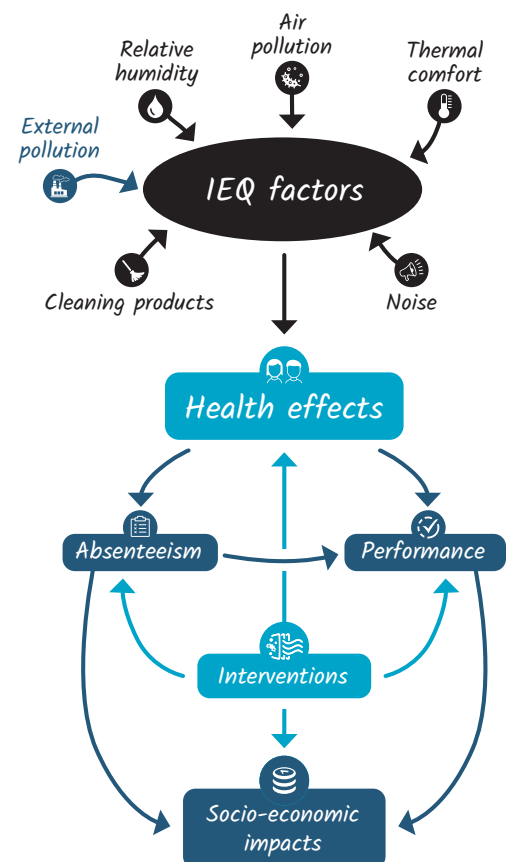 Air
pollution
Relative
humidity
Thermal
comfort
External
pollution
IEQ factors
Cleaning products
Noise
Health effects
Absenteeism
Performance
Interventions
Socio-economic
impacts